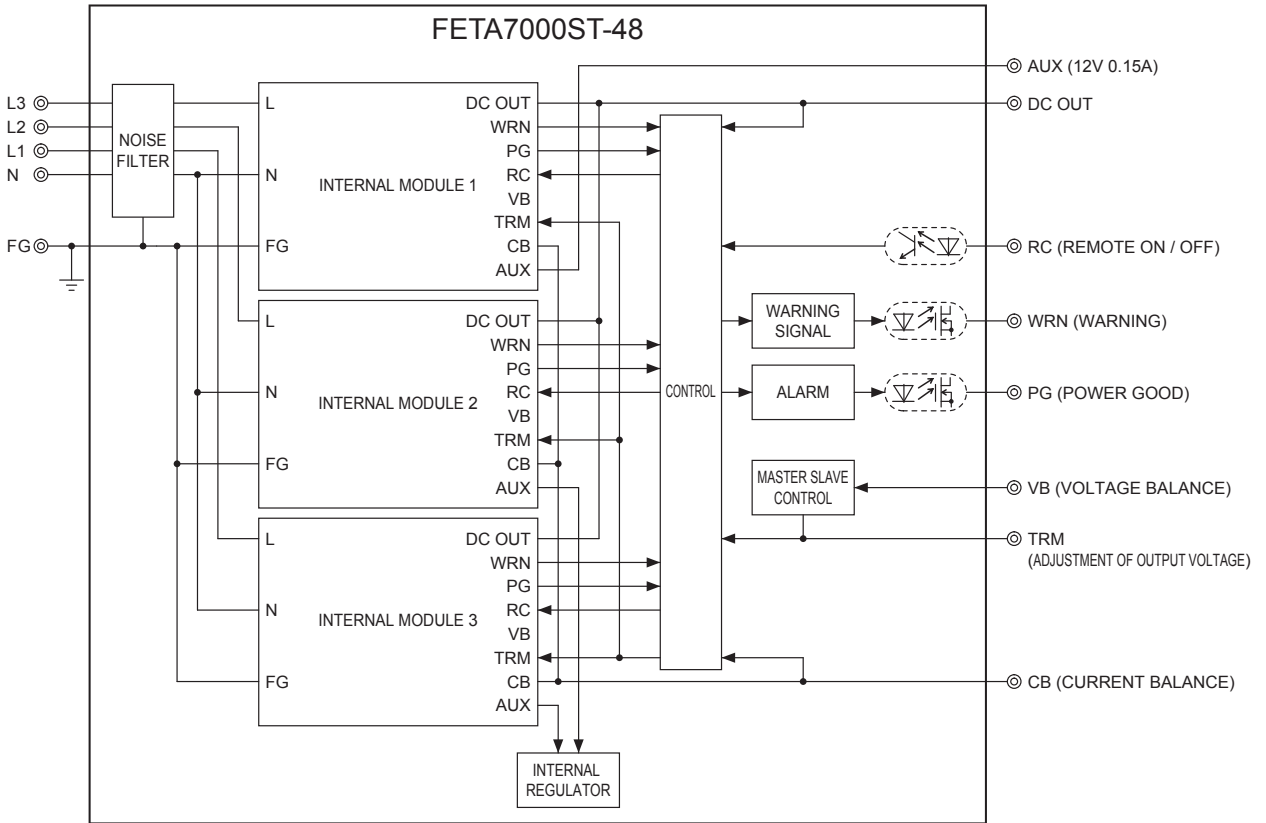 FETA7000ST-48
L3
L2
L1
N
FG
NOISE
FILTER
L
N
FG
INTERNAL MODULE 1
DC OUT
WRN
PG
RC
VB
TRM
CB
AUX
L
N
FG
INTERNAL MODULE 2
DC OUT
WRN
PG
RC
VB
TRM
CB
AUX
L
N
FG
INTERNAL MODULE 3
DC OUT
WRN
PG
RC
VB
TRM
CB
AUX
INTERNAL
REGULATOR
CONTROL
WARNING
SIGNAL
ALARM
MASTER SLAVE
CONTROL
AUX (12V 0.15A)
DC OUT
RC (REMOTE ON / OFF)
WRN (WARNING)
PG (POWER GOOD)
VB (VOLTAGE BALANCE)
TRM
(ADJUSTMENT OF OUTPUT VOLTAGE)
CB (CURRENT BALANCE)